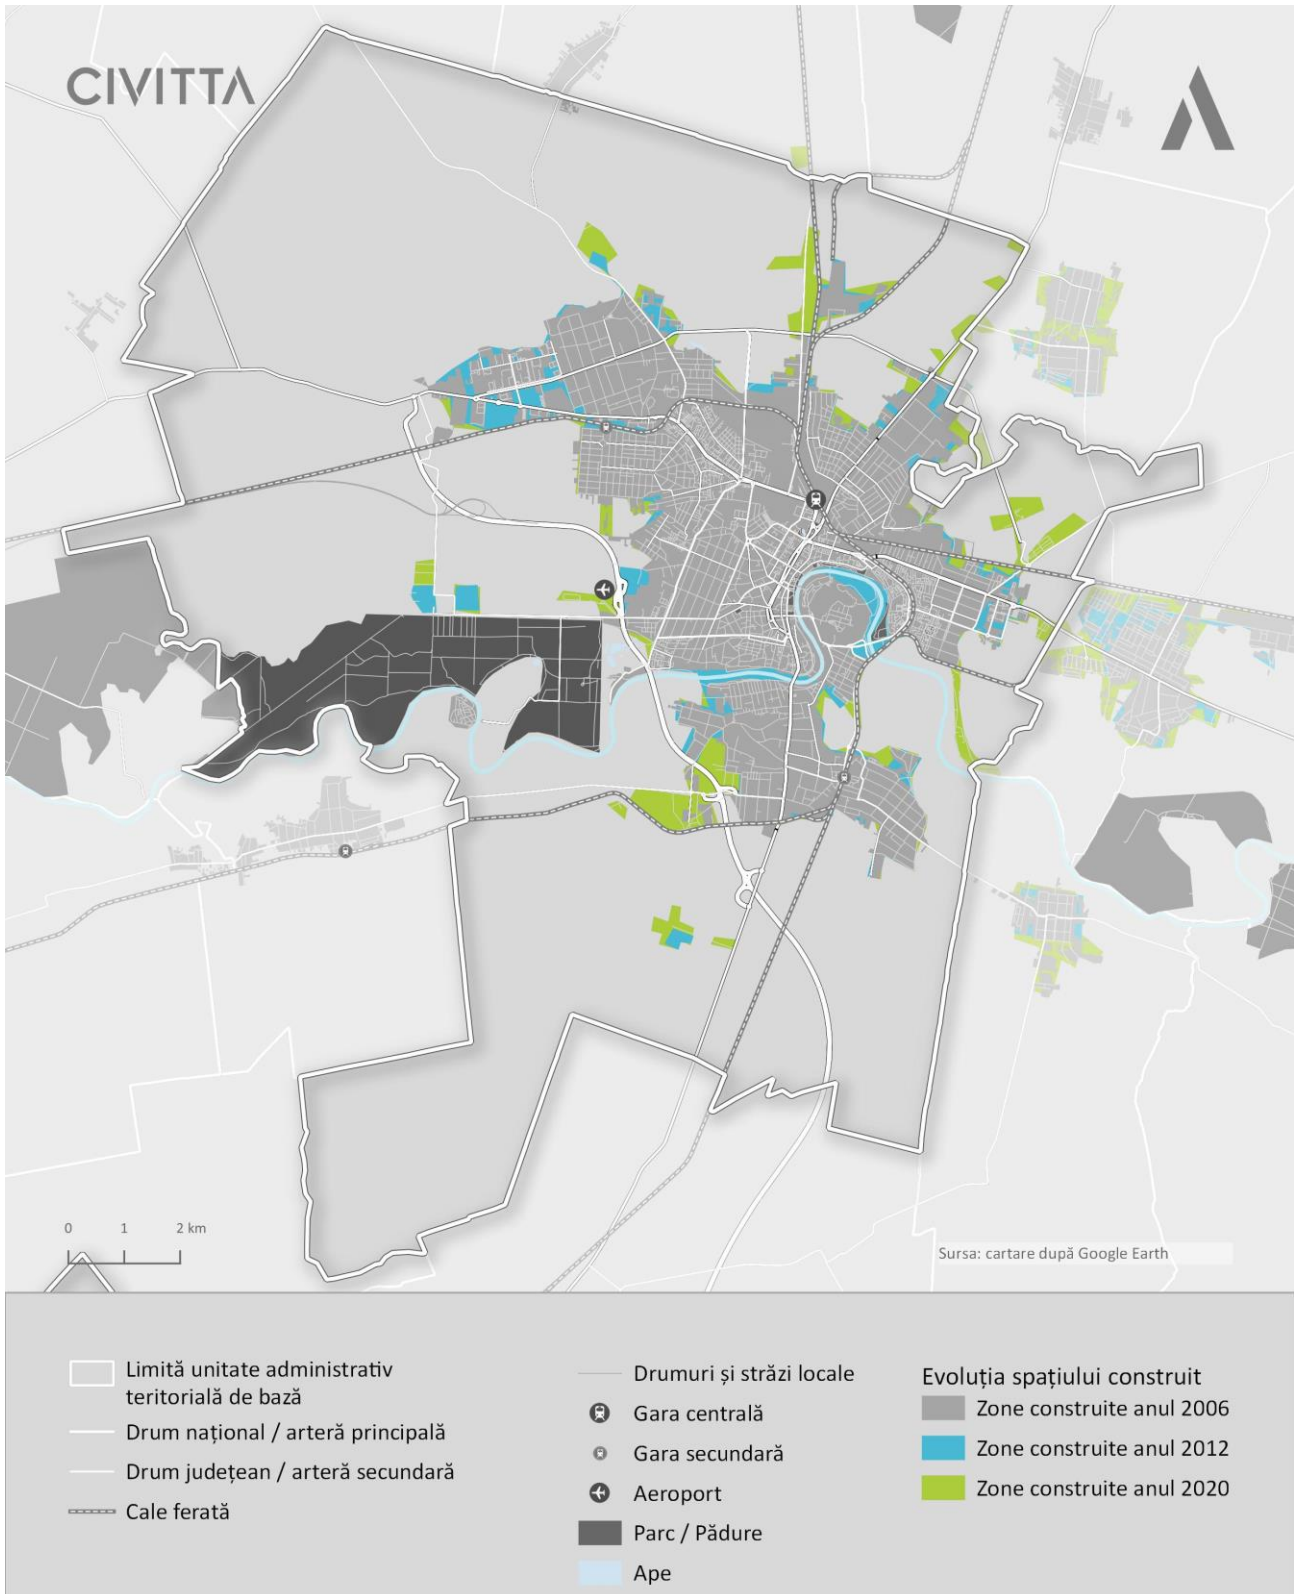 CIVITTA
0 1 2 km
Sursa: cartare după Google Earth
Limită unitate administrativ
teritorială de bază
Drum național / arteră principală
Drum județean / arteră secundară
Cale ferată
Drumuri și străzi locale
Gara centrală
Gara secundară
Aeroport
Parc / Pădure
Ape
Evoluția spațiului construit
Zone construite anul 2006
Zone construite anul 2012
Zone construite anul 2020